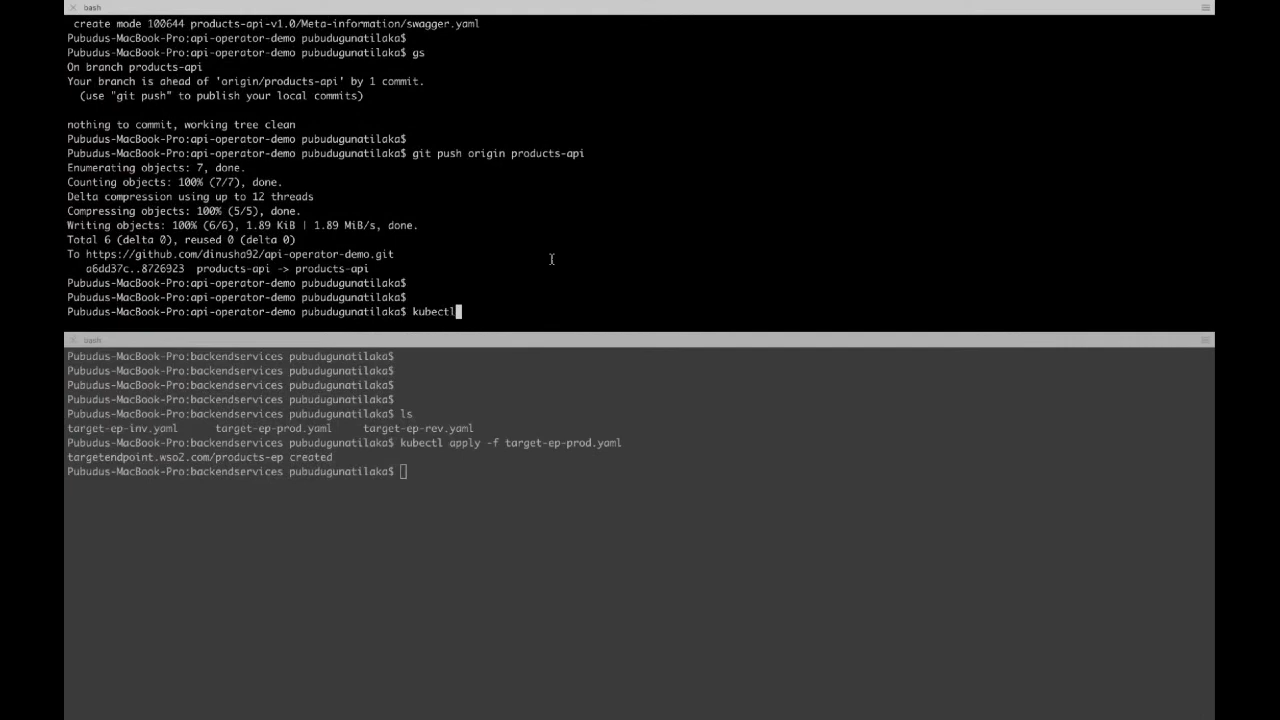 bash
create mode 100644 products-api-v1.0/Meta-information/swagger.yaml
Pubudus-MacBook-Pro:api-operator-demo pubudugunatilaka$
Pubudus-MacBook-Pro:api-operator-demo pubudugunatilaka$ gs
On branch products-api
Your branch is ahead of 'origin/products-api' by 1 commit.
(use "git push" to publish your local commits)
nothing to commit, working tree clean
Pubudus-MacBook-Pro:api-operator-demo pubudugunatilaka$
Pubudus-MacBook-Pro:api-operator-demo pubudugunatilaka$ git push origin products-api
Enumerating objects: 7, done.
Counting objects: 100% (7/7), done.
Delta compression using up to 12 threads
Compressing objects: 100% (5/5), done.
Writing objects: 100% (6/6), 1.89 KiB | 1.89 MiB/s, done.
Total 6 (delta 0), reused 0 (delta 0)
To https://github.com/dinusha92/api-operator-demo.git
a6dd37c..8726923 products-api -> products-api
Pubudus-MacBook-Pro:api-operator-demo pubudugunatilaka$
Pubudus-MacBook-Pro:api-operator-demo pubudugunatilaka$
Pubudus-MacBook-Pro:api-operator-demo pubudugunatilaka$ kubectl
bash
Pubudus-MacBook-Pro:backendservices pubudugunatilaka$
Pubudus-MacBook-Pro:backendservices pubudugunatilaka$
Pubudus-MacBook-Pro:backendservices pubudugunatilaka$
Pubudus-MacBook-Pro:backendservices pubudugunatilaka$
Pubudus-MacBook-Pro:backendservices pubudugunatilaka$ ls
target-ep-inv.yaml target-ep-prod.yaml target-ep-rev.yaml
Pubudus-MacBook-Pro:backendservices pubudugunatilaka$ kubectl apply -f target-ep-prod.yaml
targetendpoint.wso2.com/products-ep created
Pubudus-MacBook-Pro:backendservices pubudugunatilaka$